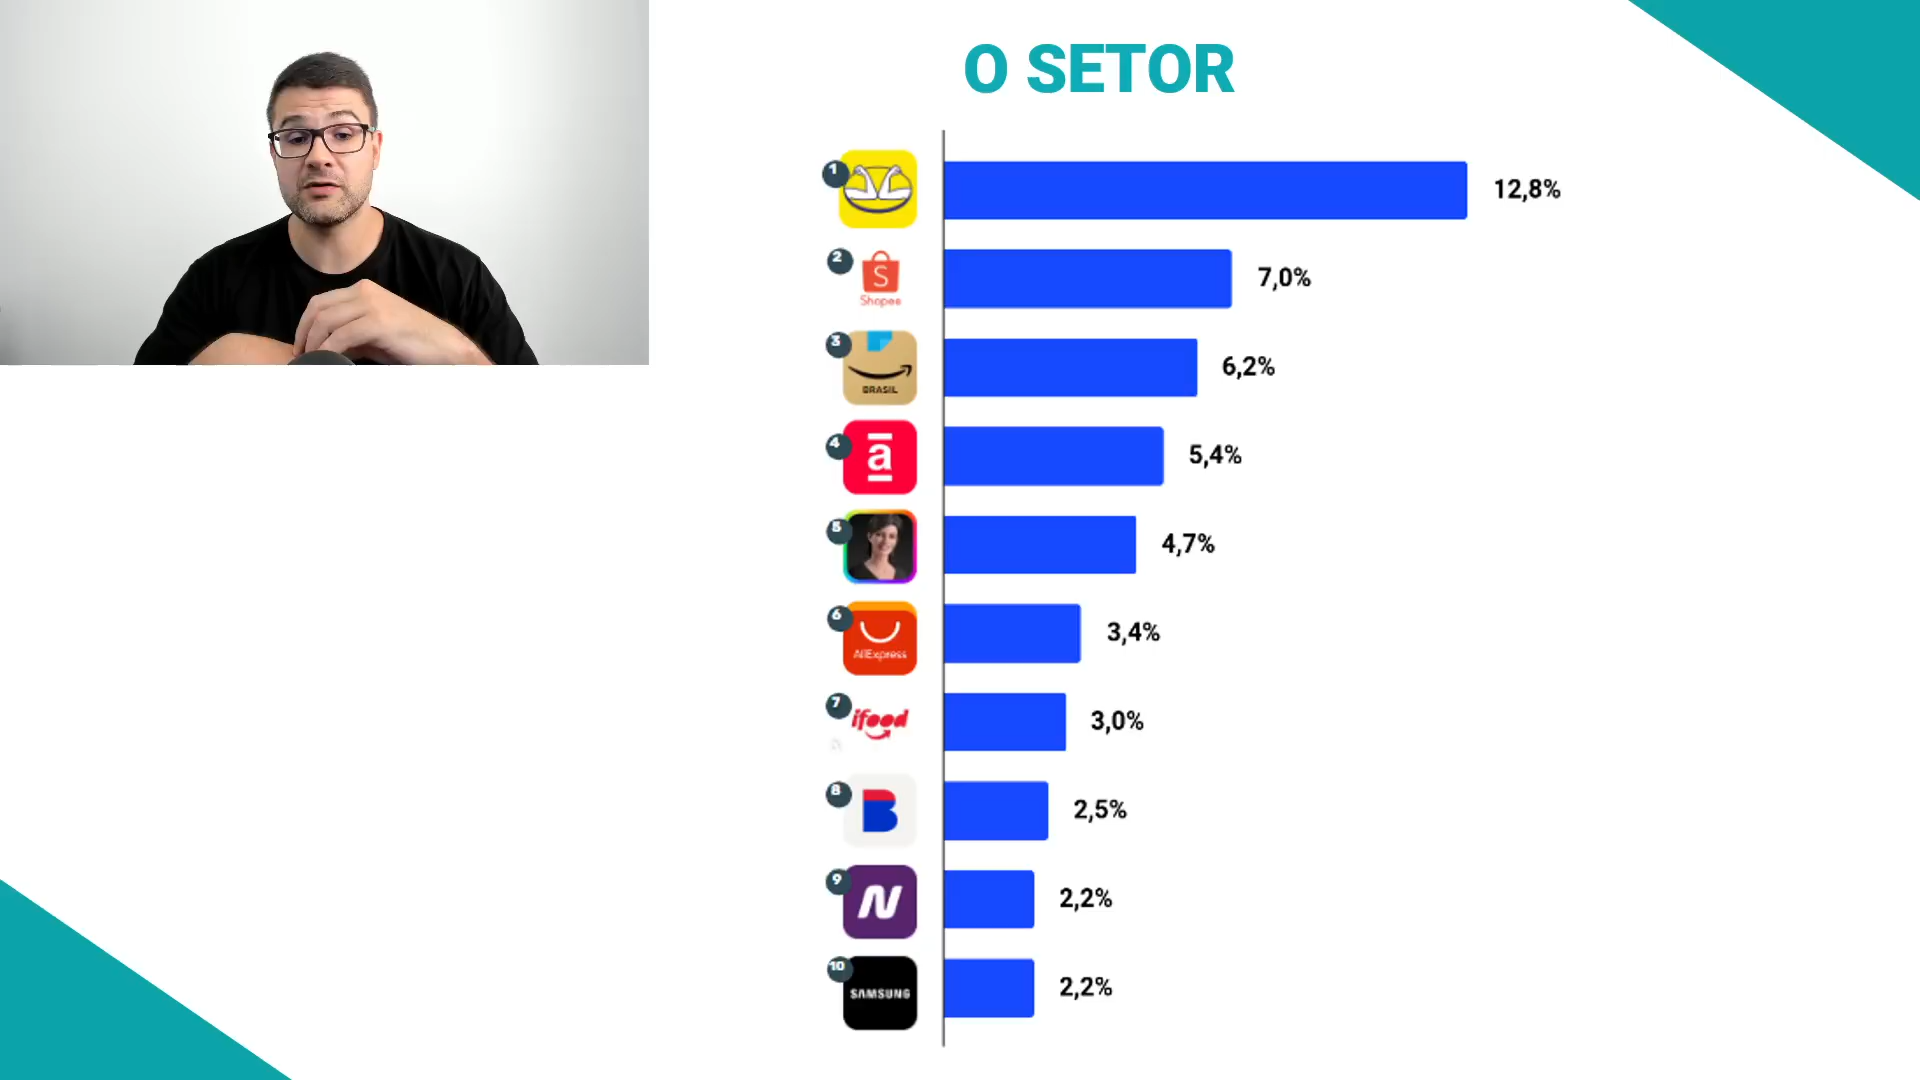 O SETOR
1
12,8%
2
S
Shopee
7,0%
3
BRASIL
6,2%
4
a
5,4%
5
4,7%
6
AliExpress
3,4%
7
ifood
3,0%
8
B
2,5%
9
N
2,2%
10
SAMSUNG
2,2%